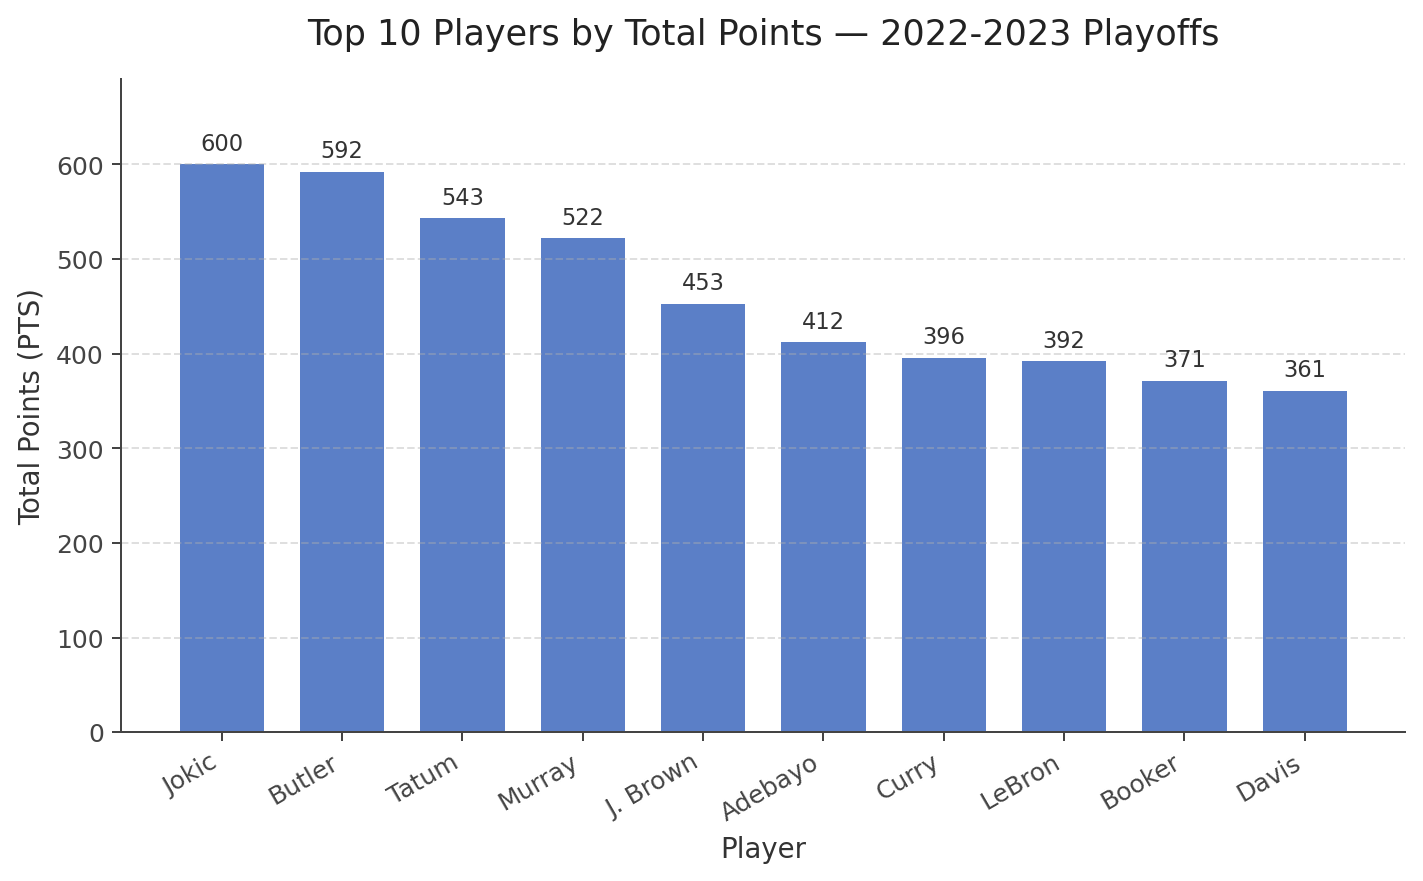 Top 10 Players by Total Points — 2022-2023 Playoffs
Total Points (PTS)
600
500
400
300
200
100
0
600
592
543
522
453
412
396
392
371
361
Jokic
Butler
Tatum
Murray
J. Brown
Adebayo
Curry
LeBron
Booker
Davis
Player